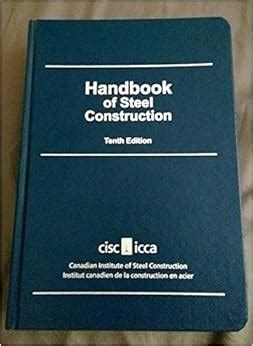 Handbook
of Steel
Construction
Tenth Edition
cisc icca
Canadian Institute of Steel Construction
Institut canadien de la construction en acier